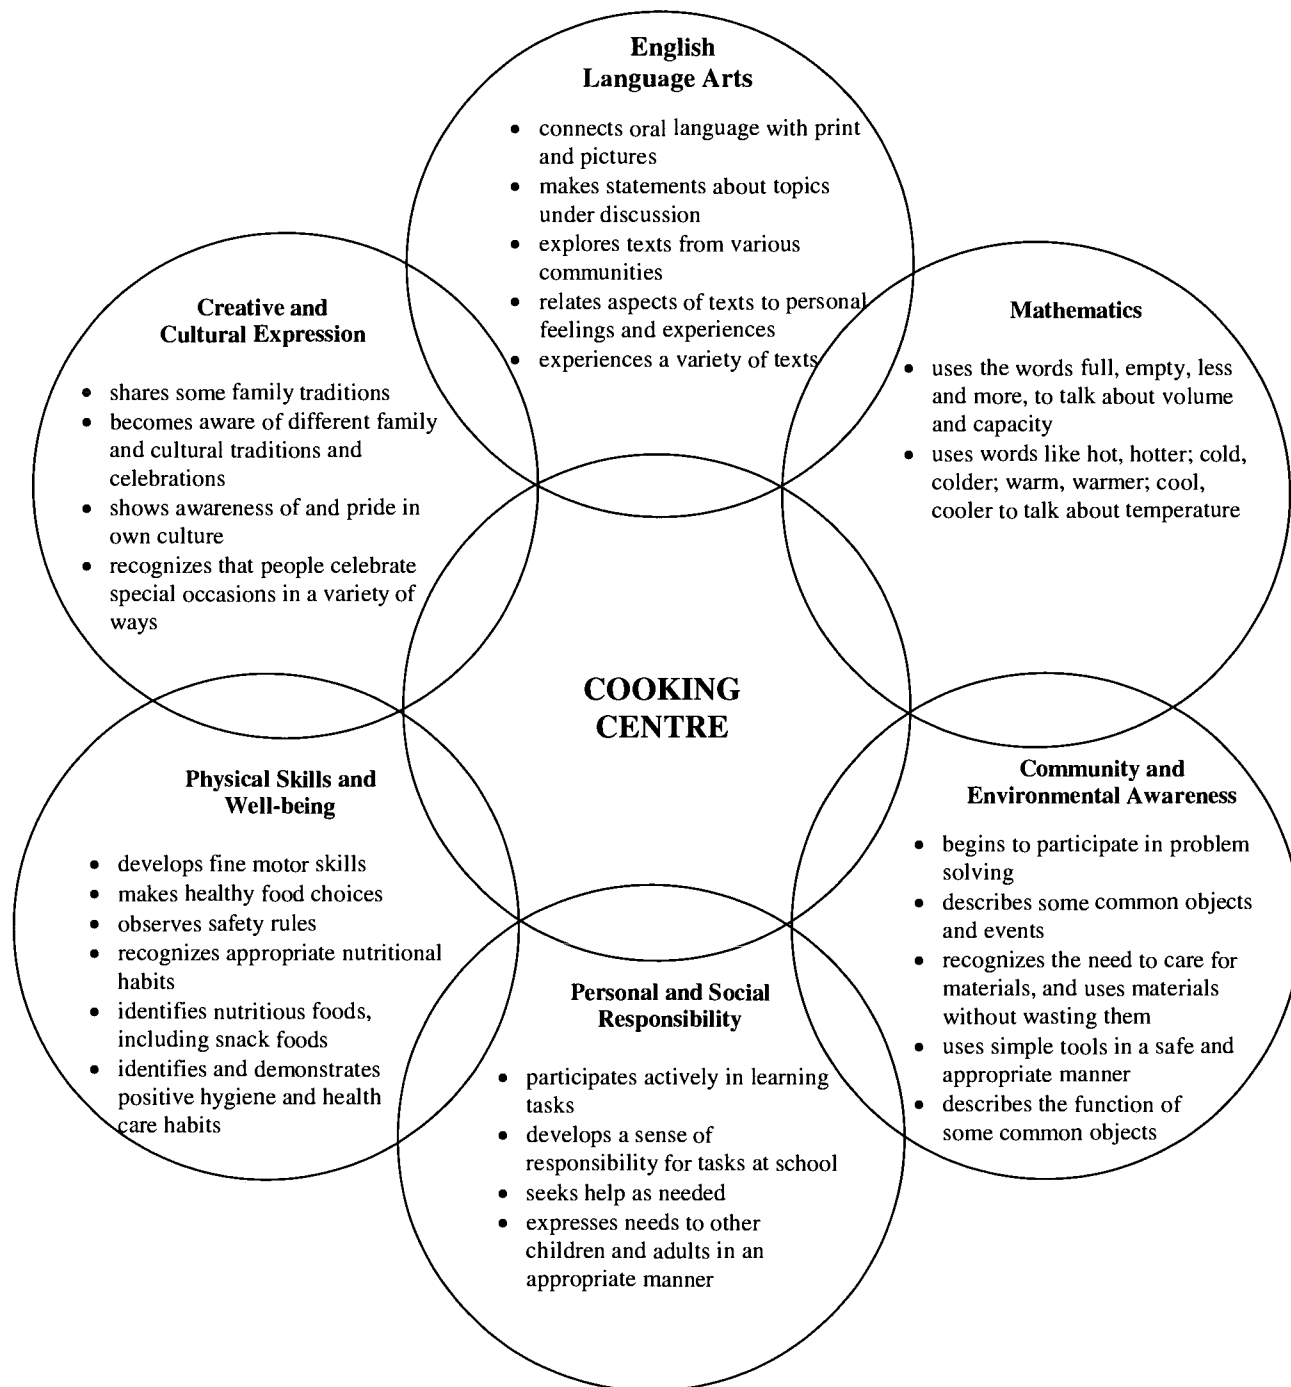 English
Language Arts
• connects oral language with print
and pictures
• makes statements about topics
under discussion
• explores texts from various
communities
• relates aspects of texts to personal
feelings and experiences
• experiences a variety of texts
Creative and
Cultural Expression
• shares some family traditions
• becomes aware of different family
and cultural traditions and
celebrations
• shows awareness of and pride in
own culture
• recognizes that people celebrate
special occasions in a variety of
ways
Mathematics
• uses the words full, empty, less
and more, to talk about volume
and capacity
• uses words like hot, hotter; cold,
colder; warm, warmer; cool,
cooler to talk about temperature
COOKING
CENTRE
Physical Skills and
Well-being
• develops fine motor skills
• makes healthy food choices
• observes safety rules
• recognizes appropriate nutritional
habits
• identifies nutritious foods,
including snack foods
• identifies and demonstrates
positive hygiene and health
care habits
Community and
Environmental Awareness
• begins to participate in problem
solving
• describes some common objects
and events
• recognizes the need to care for
materials, and uses materials
without wasting them
• uses simple tools in a safe and
appropriate manner
• describes the function of
some common objects
Personal and Social
Responsibility
• participates actively in learning
tasks
• develops a sense of
responsibility for tasks at school
• seeks help as needed
• expresses needs to other
children and adults in an
appropriate manner